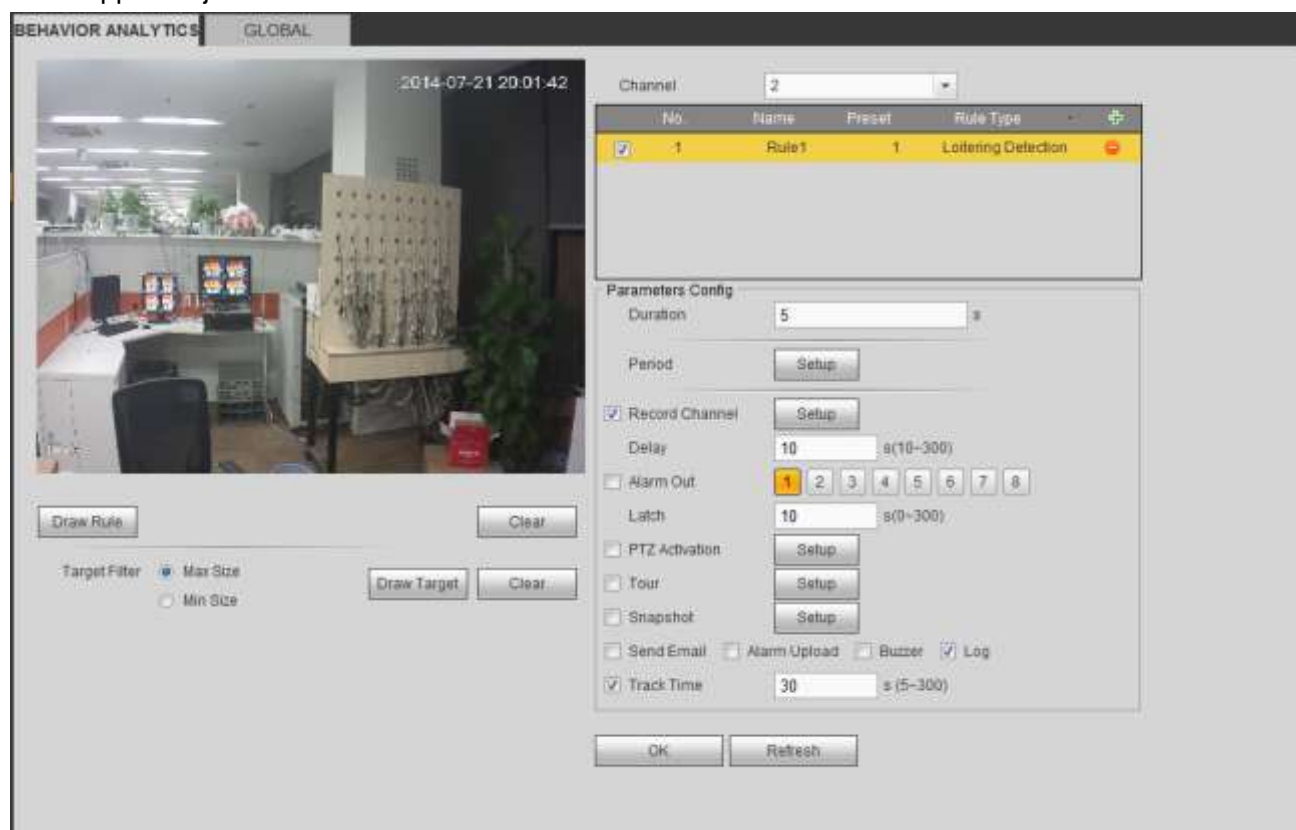 BEHAVIOR ANALYTICS GLOBAL
2014-07-21 20:01:42
Channel 2
No. Name Preset Rule Type
1 Rule1 1 Loitering Detection
Parameters Config
Duration 5 s
Period Setup
Record Channel Setup
Delay 10 s(10~300)
Alarm Out 1 2 3 4 5 6 7 8
Latch 10 s(0~300)
PTZ Activation Setup
Tour Setup
Snapshot Setup
Send Email Alarm Upload Buzzer Log
Track Time 30 s (5~300)
OK Refresh
Draw Rule Clear
Target Filter Max Size
Min Size
Draw Target Clear